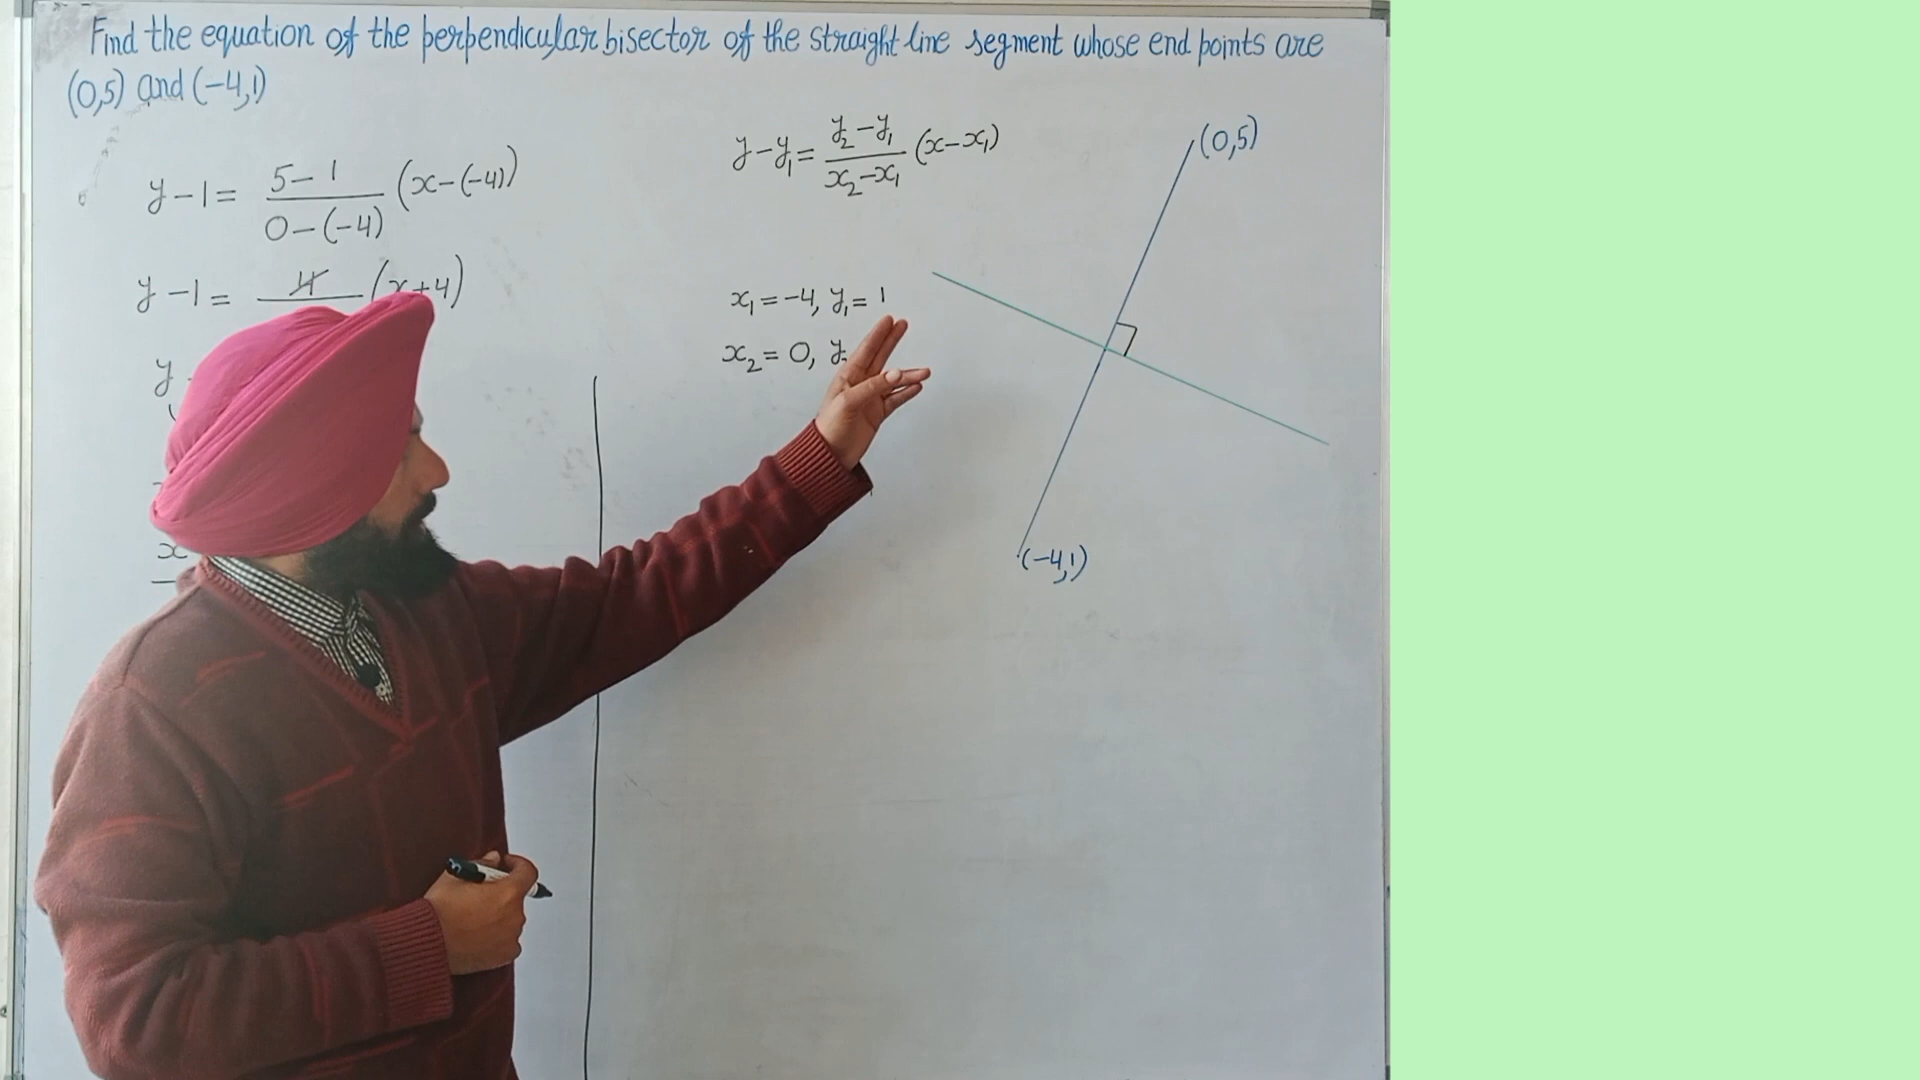 Find the equation of the perpendicular bisector of the straight line segment whose end points are
(0,5) and (-4,1)
y-1= 5-1 / 0-(-4) (x-(-4))
y-1= 4 (x+4)
y
x
y-y₁= y₂-y₁ / x₂-x₁ (x-x₁)
x₁=-4, y₁=1
x₂=0, y
(0,5)
(-4,1)